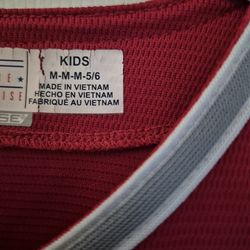 KIDS
M-M-M-5/6
MADE IN VIETNAM
HECHO EN VIETNAM
FABRIQUÉ AU VIETNAM